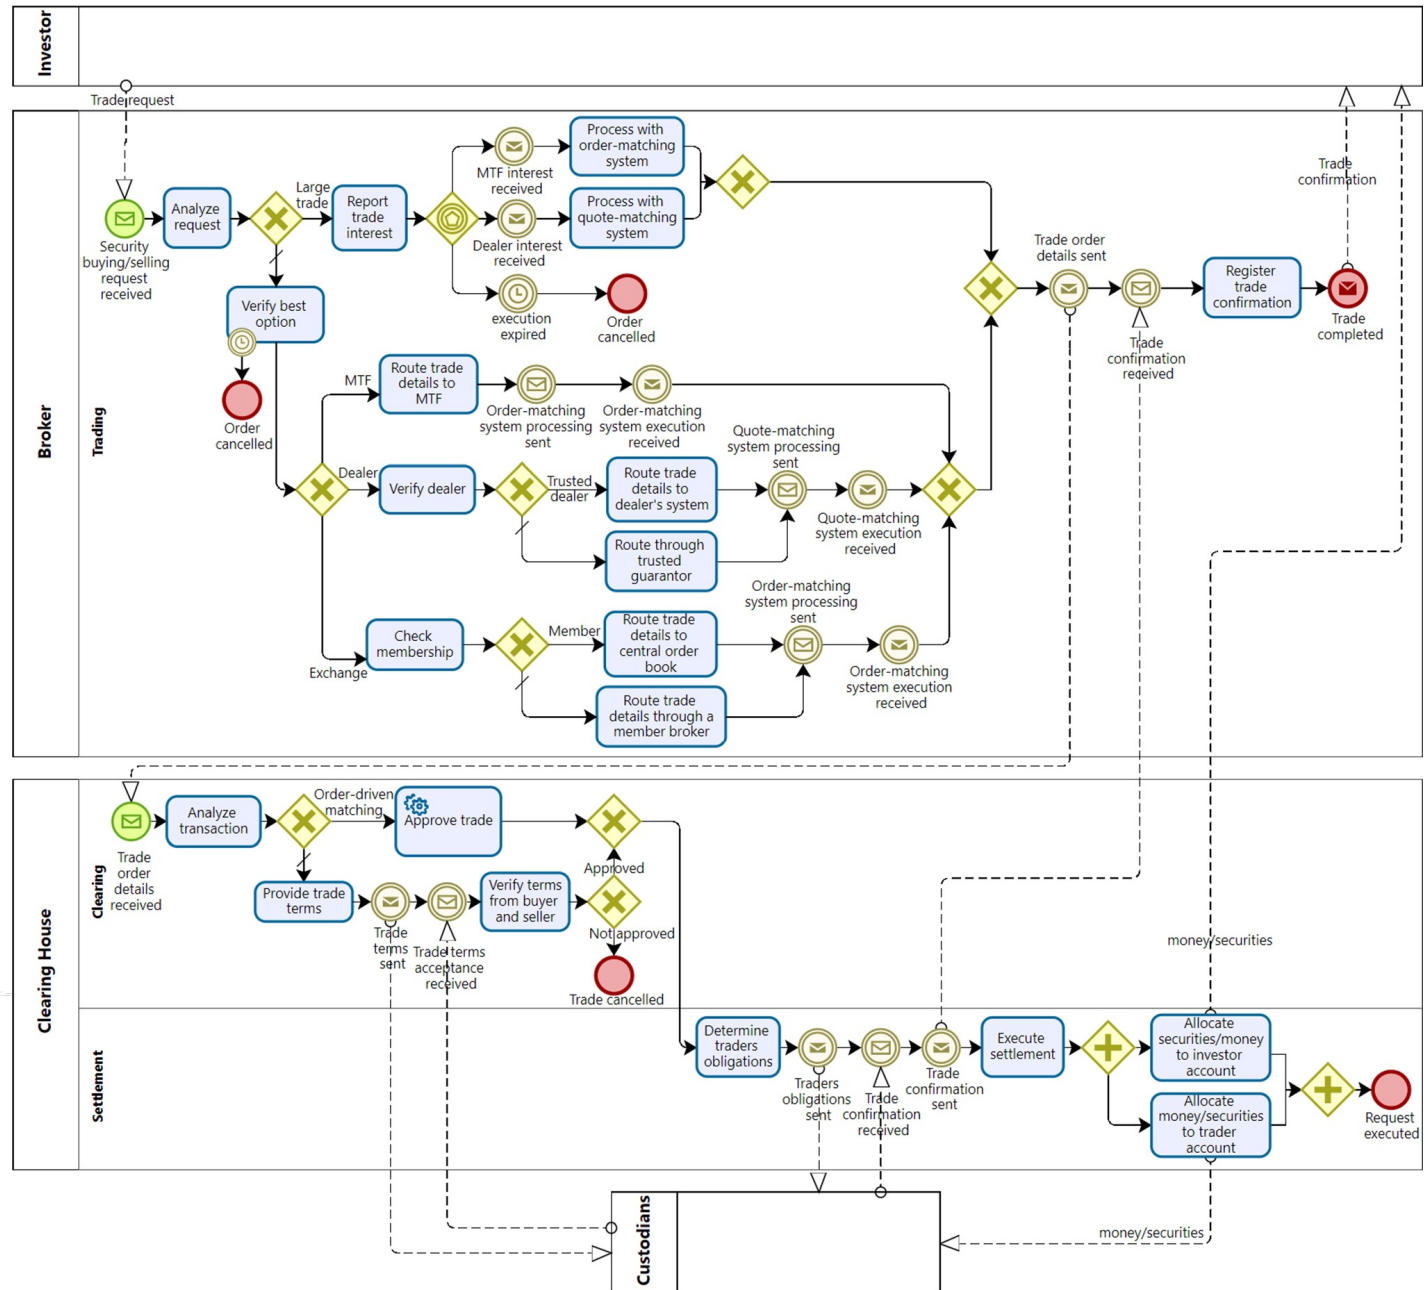 Investor
Trade request
Broker
Trading
Security
buying/selling
request
received
Analyze
request
Large
trade
Report
trade
interest
MTF interest
received
Process with
order-matching
system
Dealer interest
received
Process with
quote-matching
system
execution
expired
Order
cancelled
Verify best
option
Order
cancelled
MTF
Route trade
details to
MTF
Order-matching
system processing
sent
Order-matching
system execution
received
Dealer
Verify dealer
Trusted
dealer
Route trade
details to
dealer's system
Quote-matching
system processing
sent
Quote-matching
system execution
received
Route through
trusted
guarantor
Exchange
Check
membership
Member
Route trade
details to
central order
book
Order-matching
system processing
sent
Order-matching
system execution
received
Route trade
details through a
member broker
Trade order
details sent
Trade
confirmation
received
Register
trade
confirmation
Trade
confirmation
Trade
completed
Clearing House
Clearing
Trade
order
details
received
Analyze
transaction
Order-driven
matching
Approve trade
Provide trade
terms
Trade
terms
sent
Trade terms
acceptance
received
Verify terms
from buyer
and seller
Approved
Not approved
Trade cancelled
Settlement
Determine
traders
obligations
Traders
obligations
sent
Trade
confirmation
received
Trade
confirmation
sent
Execute
settlement
money/securities
Allocate
securities/money
to investor
account
Allocate
money/securities
to trader
account
Request
executed
Custodians
money/securities